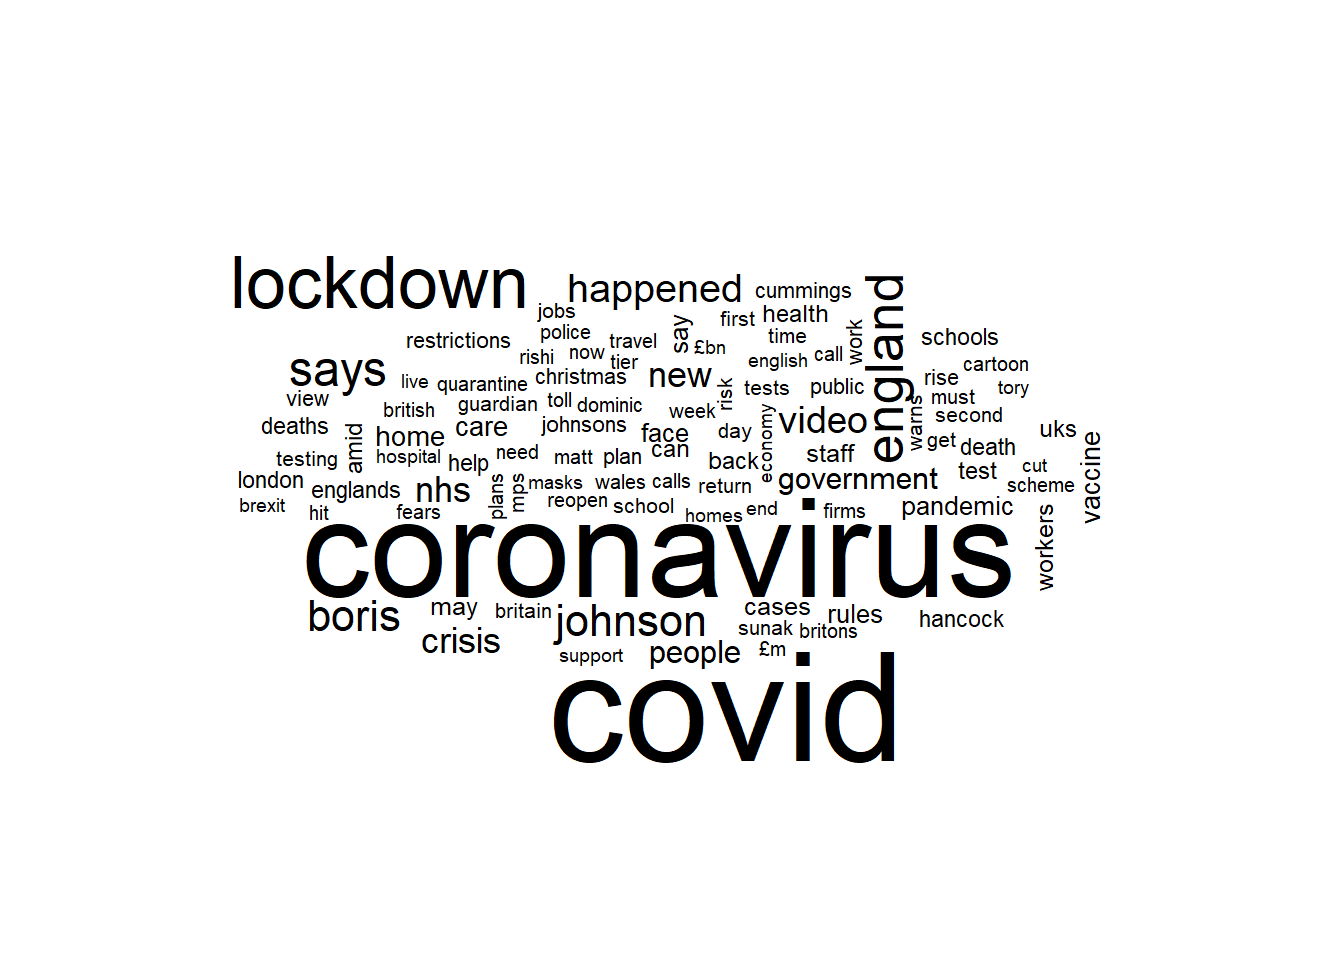 lockdown
happened
cummings
england
jobs
first
health
say
work
restrictions
police
travel
£bn
time
schools
rishi
now
tier
english
call
cartoon
says
live
quarantine
christmas
new
risk
tests
public
rise
must
tory
view
british
guardian
toll
dominic
week
economy
video
warns
second
deaths
amid
home
care
johnsons
face
can
day
staff
get
death
uks
vaccine
testing
hospital
help
need
matt
plan
back
test
cut
london
englands
nhs
plans
mps
masks
wales
calls
return
government
scheme
brexit
hit
fears
reopen
school
homes
end
firms
pandemic
workers
coronavirus
boris
may
britain
johnson
cases
rules
hancock
crisis
sunak
britons
support
people
£m
covid